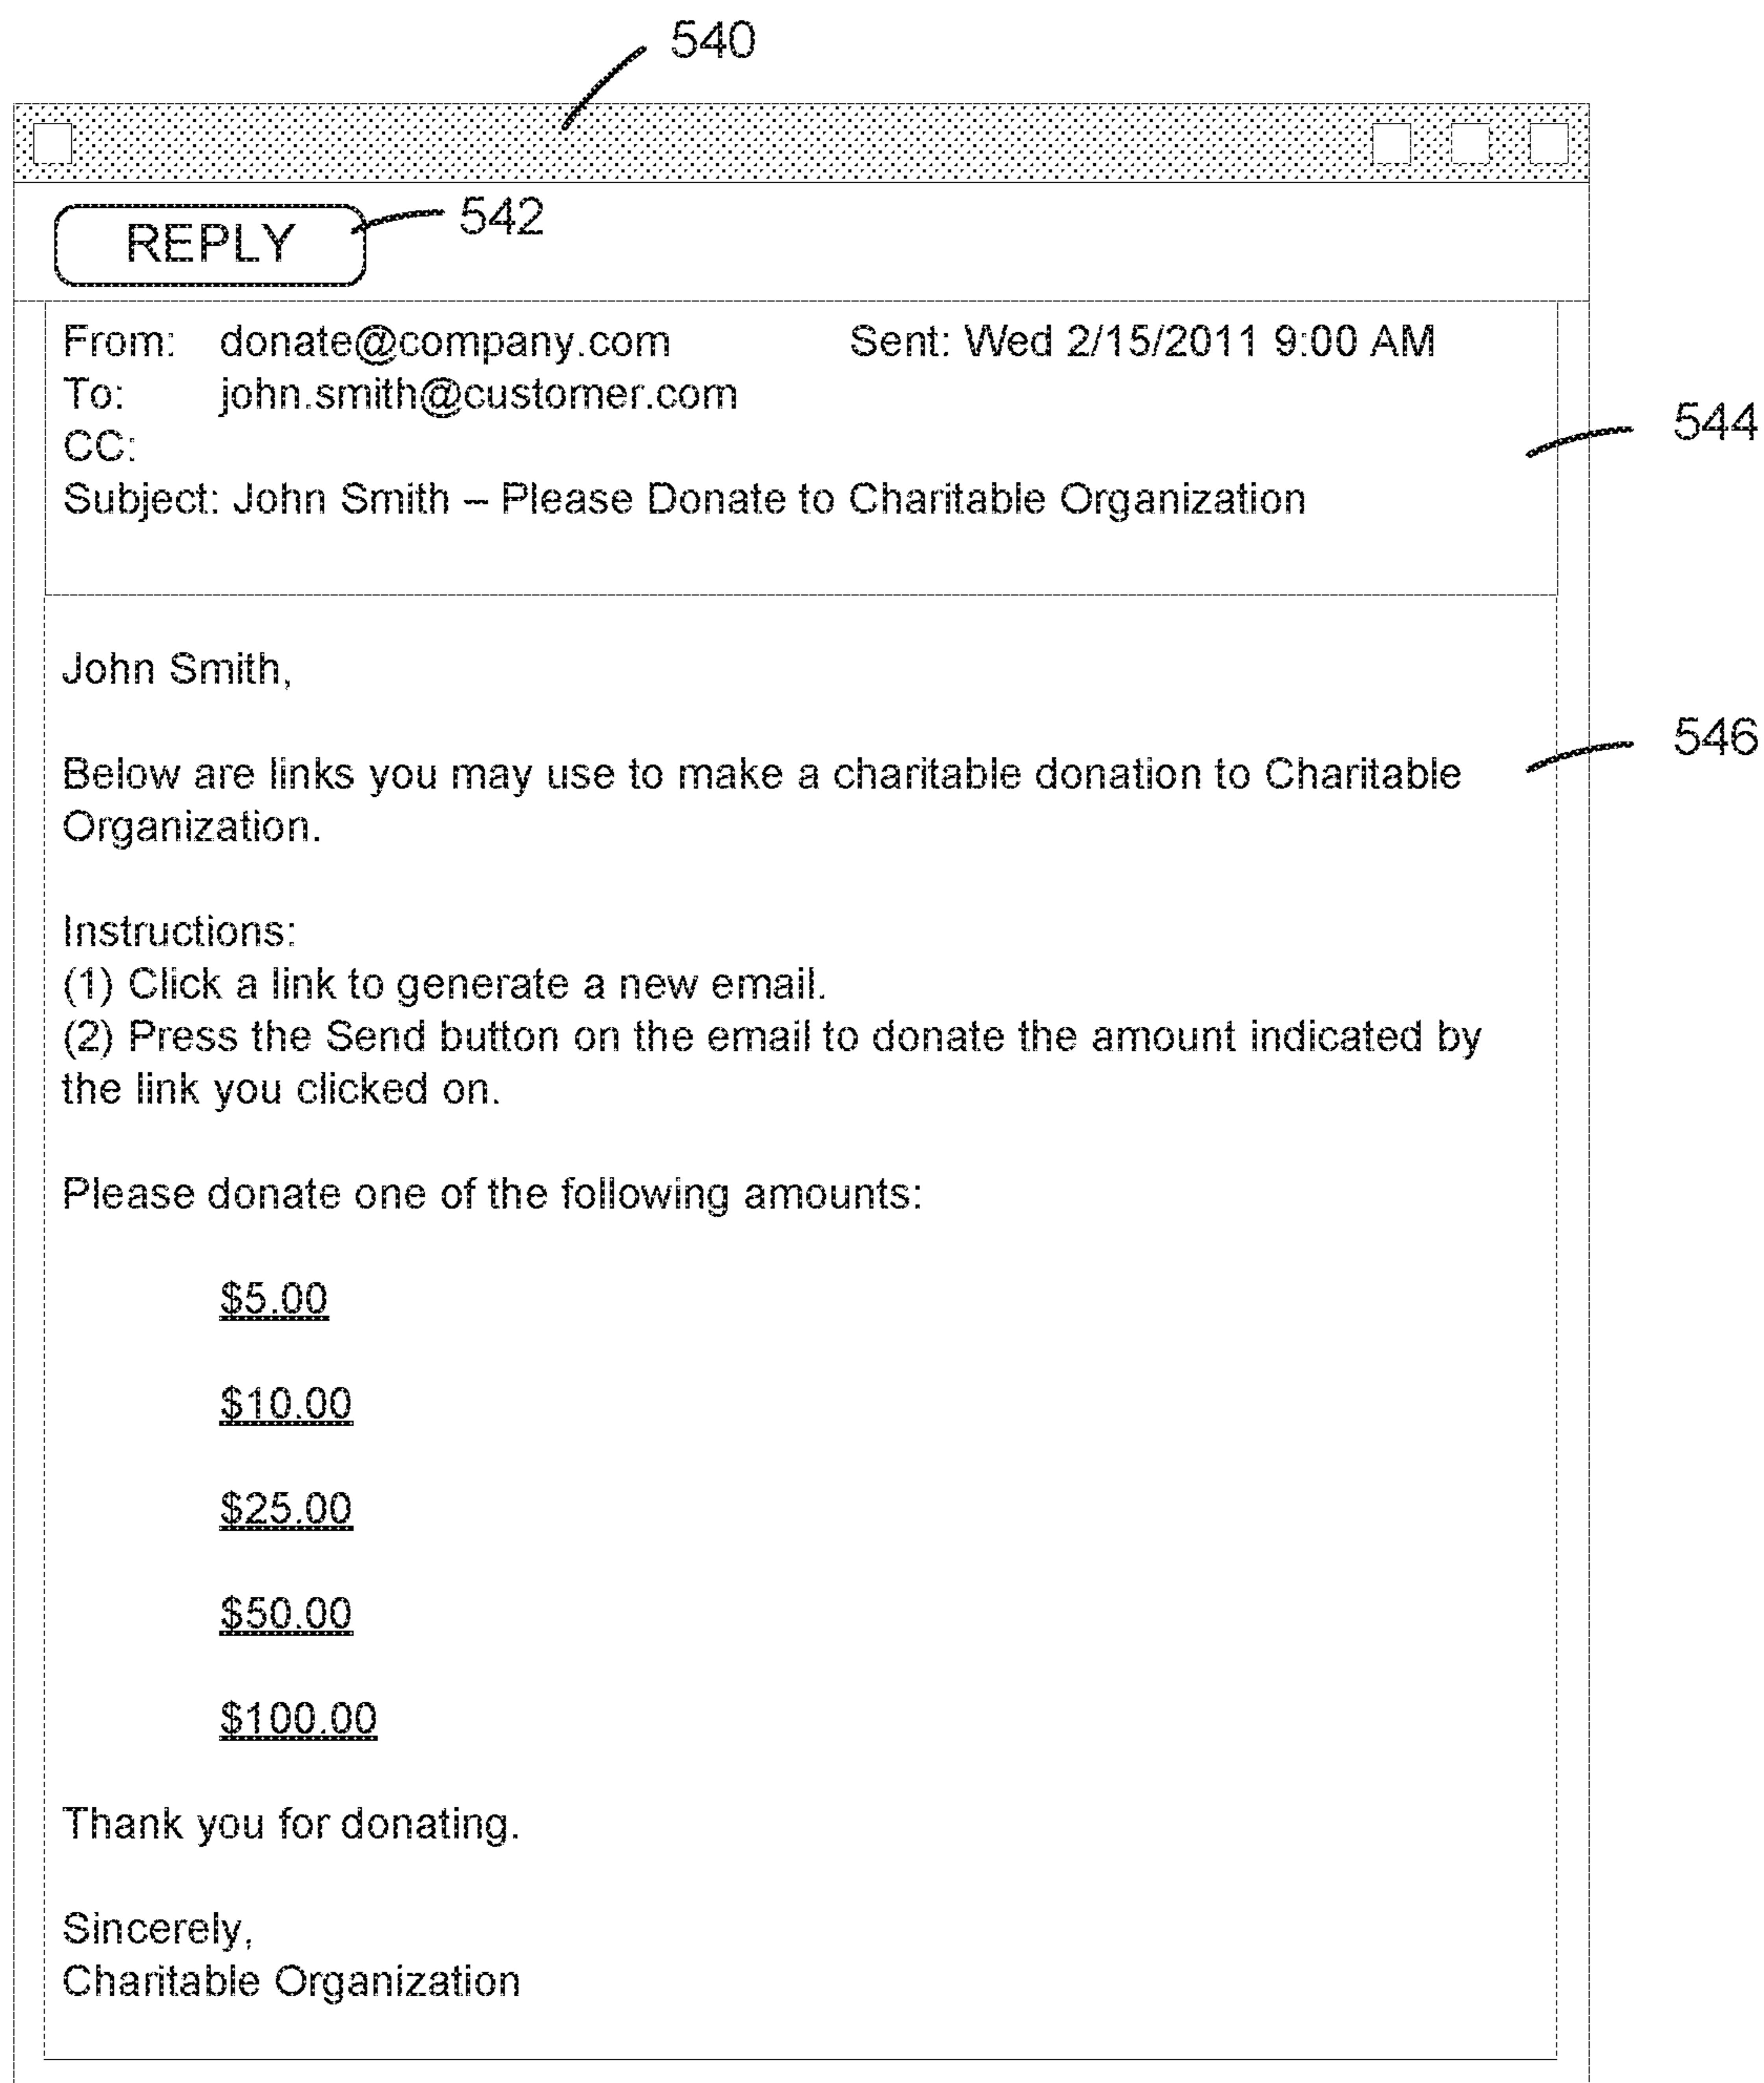 540
REPLY 542
From: donate@company.com Sent: Wed 2/15/2011 9:00 AM
To: john.smith@customer.com
CC:
544
Subject: John Smith – Please Donate to Charitable Organization
John Smith,
546
Below are links you may use to make a charitable donation to Charitable
Organization.
Instructions:
(1) Click a link to generate a new email.
(2) Press the Send button on the email to donate the amount indicated by
the link you clicked on.
Please donate one of the following amounts:
$5.00
$10.00
$25.00
$50.00
$100.00
Thank you for donating.
Sincerely,
Charitable Organization